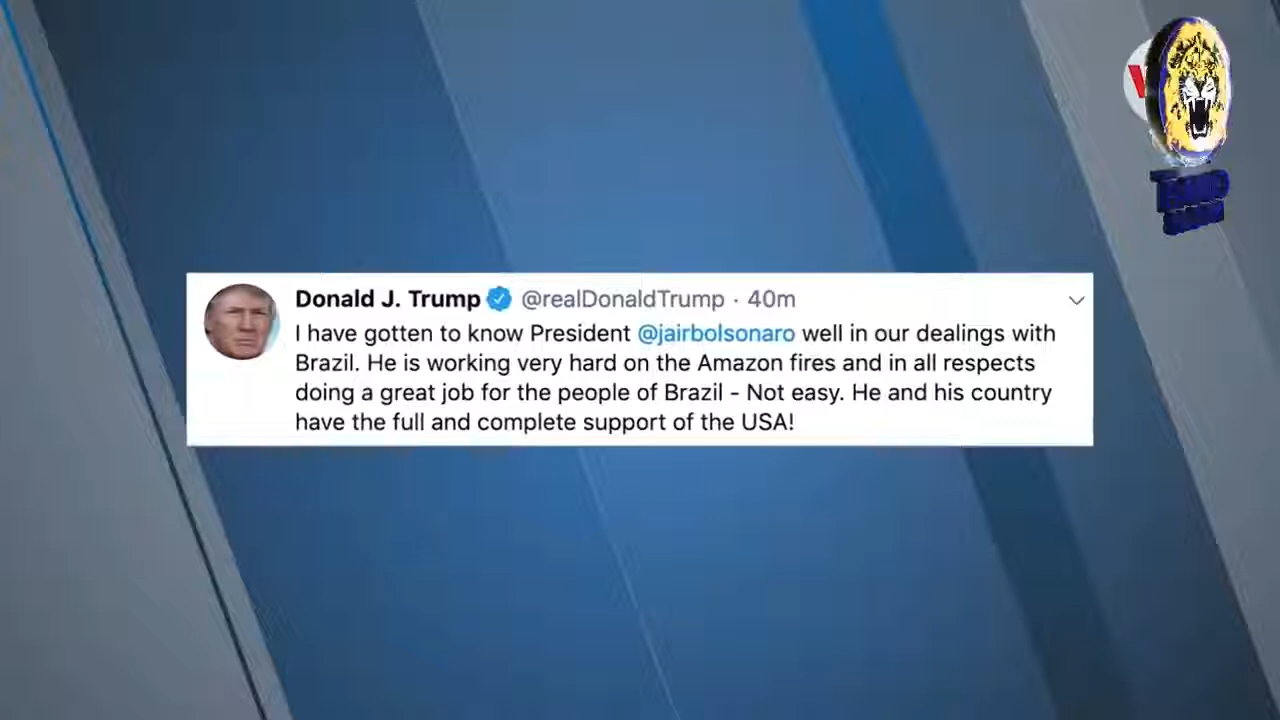 Donald J. Trump @realDonaldTrump · 40m
I have gotten to know President @jairbolsonaro well in our dealings with
Brazil. He is working very hard on the Amazon fires and in all respects
doing a great job for the people of Brazil - Not easy. He and his country
have the full and complete support of the USA!